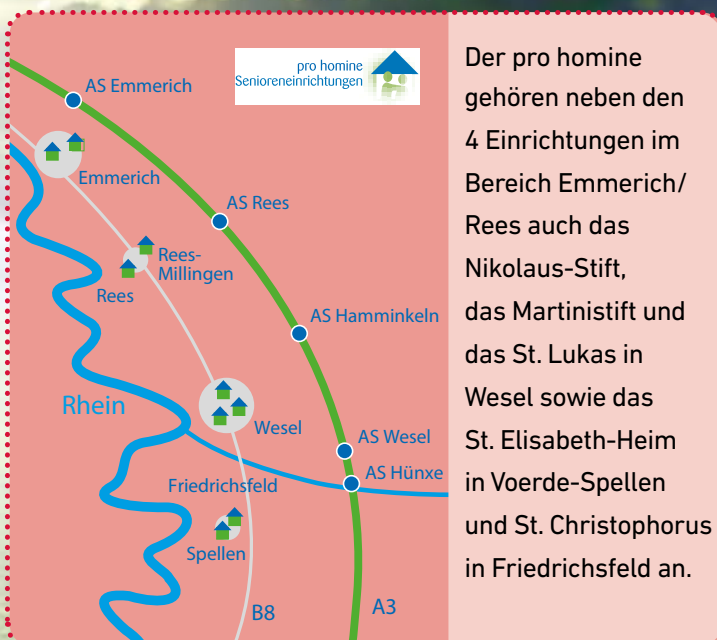 pro homine
Senioreneinrichtungen
AS Emmerich
Emmerich
AS Rees
Rees-
Millingen
Rees
AS Hamminkeln
Rhein
Wesel
AS Wesel
AS Hünxe
Friedrichsfeld
Spellen
B8
A3
Der pro homine
gehören neben den
4 Einrichtungen im
Bereich Emmerich/
Rees auch das
Nikolaus-Stift,
das Martinistift und
das St. Lukas in
Wesel sowie das
St. Elisabeth-Heim
in Voerde-Spellen
und St. Christophorus
in Friedrichsfeld an.